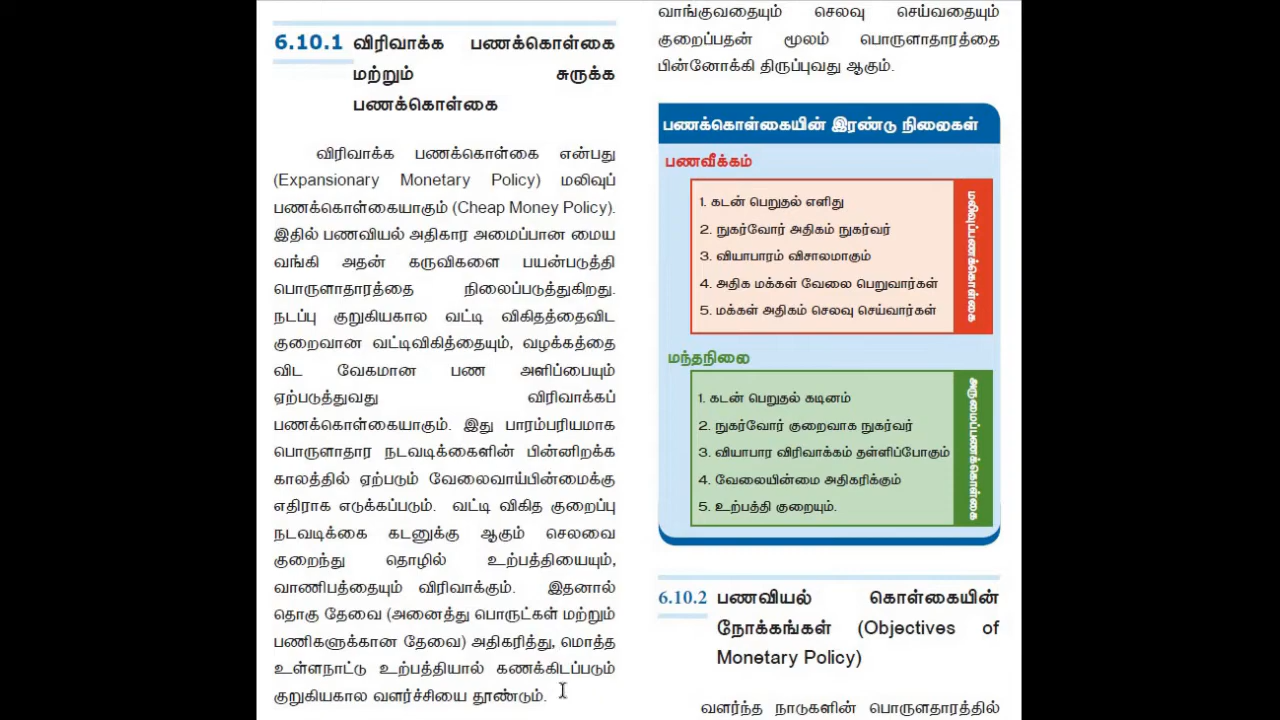 6.10.1 விரிவாக்க பணக்கொள்கை
மற்றும் சுருக்க
பணக்கொள்கை
விரிவாக்க பணக்கொள்கை என்பது
(Expansionary Monetary Policy) மலிவுப்
பணக்கொள்கையாகும் (Cheap Money Policy).
இதில் பணவியல் அதிகார அமைப்பான மைய
வங்கி அதன் கருவிகளை பயன்படுத்தி
பொருளாதாரத்தை நிலைப்படுத்துகிறது.
நடப்பு குறுகியகால வட்டி விகிதத்தைவிட
குறைவான வட்டிவிகித்தையும், வழக்கத்தை
விட வேகமான பண அளிப்பையும்
ஏற்படுத்துவது விரிவாக்கப்
பணக்கொள்கையாகும். இது பாரம்பரியமாக
பொருளாதார நடவடிக்கைளின் பின்னிறக்க
காலத்தில் ஏற்படும் வேலைவாய்பின்மைக்கு
எதிராக எடுக்கப்படும். வட்டி விகித குறைப்பு
நடவடிக்கை கடனுக்கு ஆகும் செலவை
குறைந்து தொழில் உற்பத்தியையும்,
வாணிபத்தையும் விரிவாக்கும். இதனால்
தொகு தேவை (அனைத்து பொருட்கள் மற்றும்
பணிகளுக்கான தேவை) அதிகரித்து, மொத்த
உள்ளநாட்டு உற்பத்தியால் கணக்கிடப்படும்
குறுகியகால வளர்ச்சியை தூண்டும்.
வாங்குவதையும் செலவு செய்வதையும்
குறைப்பதன் மூலம் பொருளாதாரத்தை
பின்னோக்கி திருப்புவது ஆகும்.
பணக்கொள்கையின் இரண்டு நிலைகள்
பணவீக்கம்
1. கடன் பெறுதல் எளிது
2. நுகர்வோர் அதிகம் நுகர்வர்
3. வியாபாரம் விசாலமாகும்
4. அதிக மக்கள் வேலை பெறுவார்கள்
5. மக்கள் அதிகம் செலவு செய்வார்கள்
மலிவுப்பணக்கொள்கை
மந்தநிலை
1. கடன் பெறுதல் கடினம்
2. நுகர்வோர் குறைவாக நுகர்வர்
3. வியாபார விரிவாக்கம் தள்ளிப்போகும்
4. வேலையின்மை அதிகரிக்கும்
5. உற்பத்தி குறையும்.
அருமைப்பணக்கொள்கை
6.10.2 பணவியல் கொள்கையின்
நோக்கங்கள் (Objectives of
Monetary Policy)
வளர்ந்த நாடுகளின் பொருளதாரத்தில்